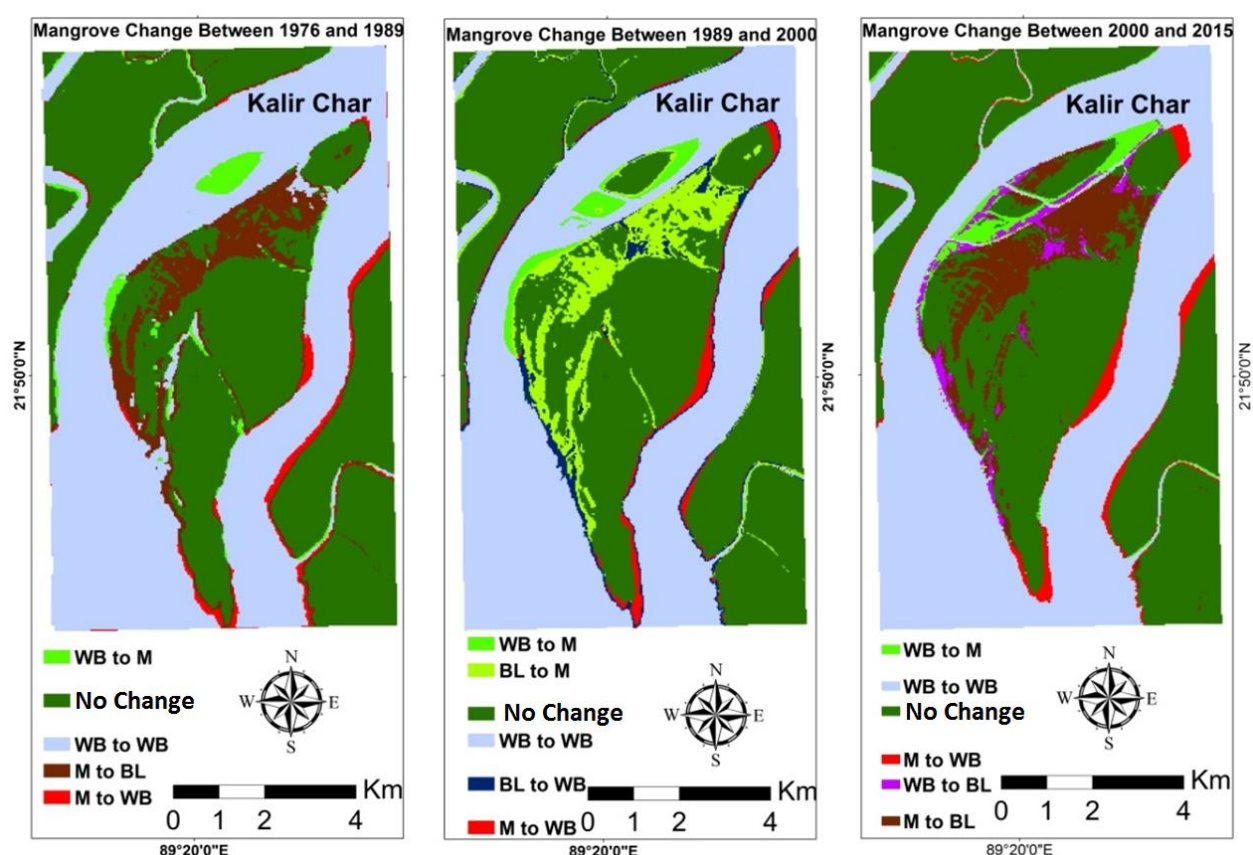 Mangrove Change Between 1976 and 1989
Kalir Char
21°50'0"N
WB to M
No Change
WB to WB
M to BL
M to WB
N
W
E
S
Km
0 1 2 4
89°20'0"E
Mangrove Change Between 1989 and 2000
Kalir Char
21°50'0"N
WB to M
BL to M
No Change
WB to WB
BL to WB
M to WB
N
W
E
S
Km
0 1 2 4
89°20'0"E
Mangrove Change Between 2000 and 2015
Kalir Char
21°50'0"N
WB to M
WB to WB
No Change
M to WB
WB to BL
M to BL
N
W
E
S
Km
0 1 2 4
89°20'0"E